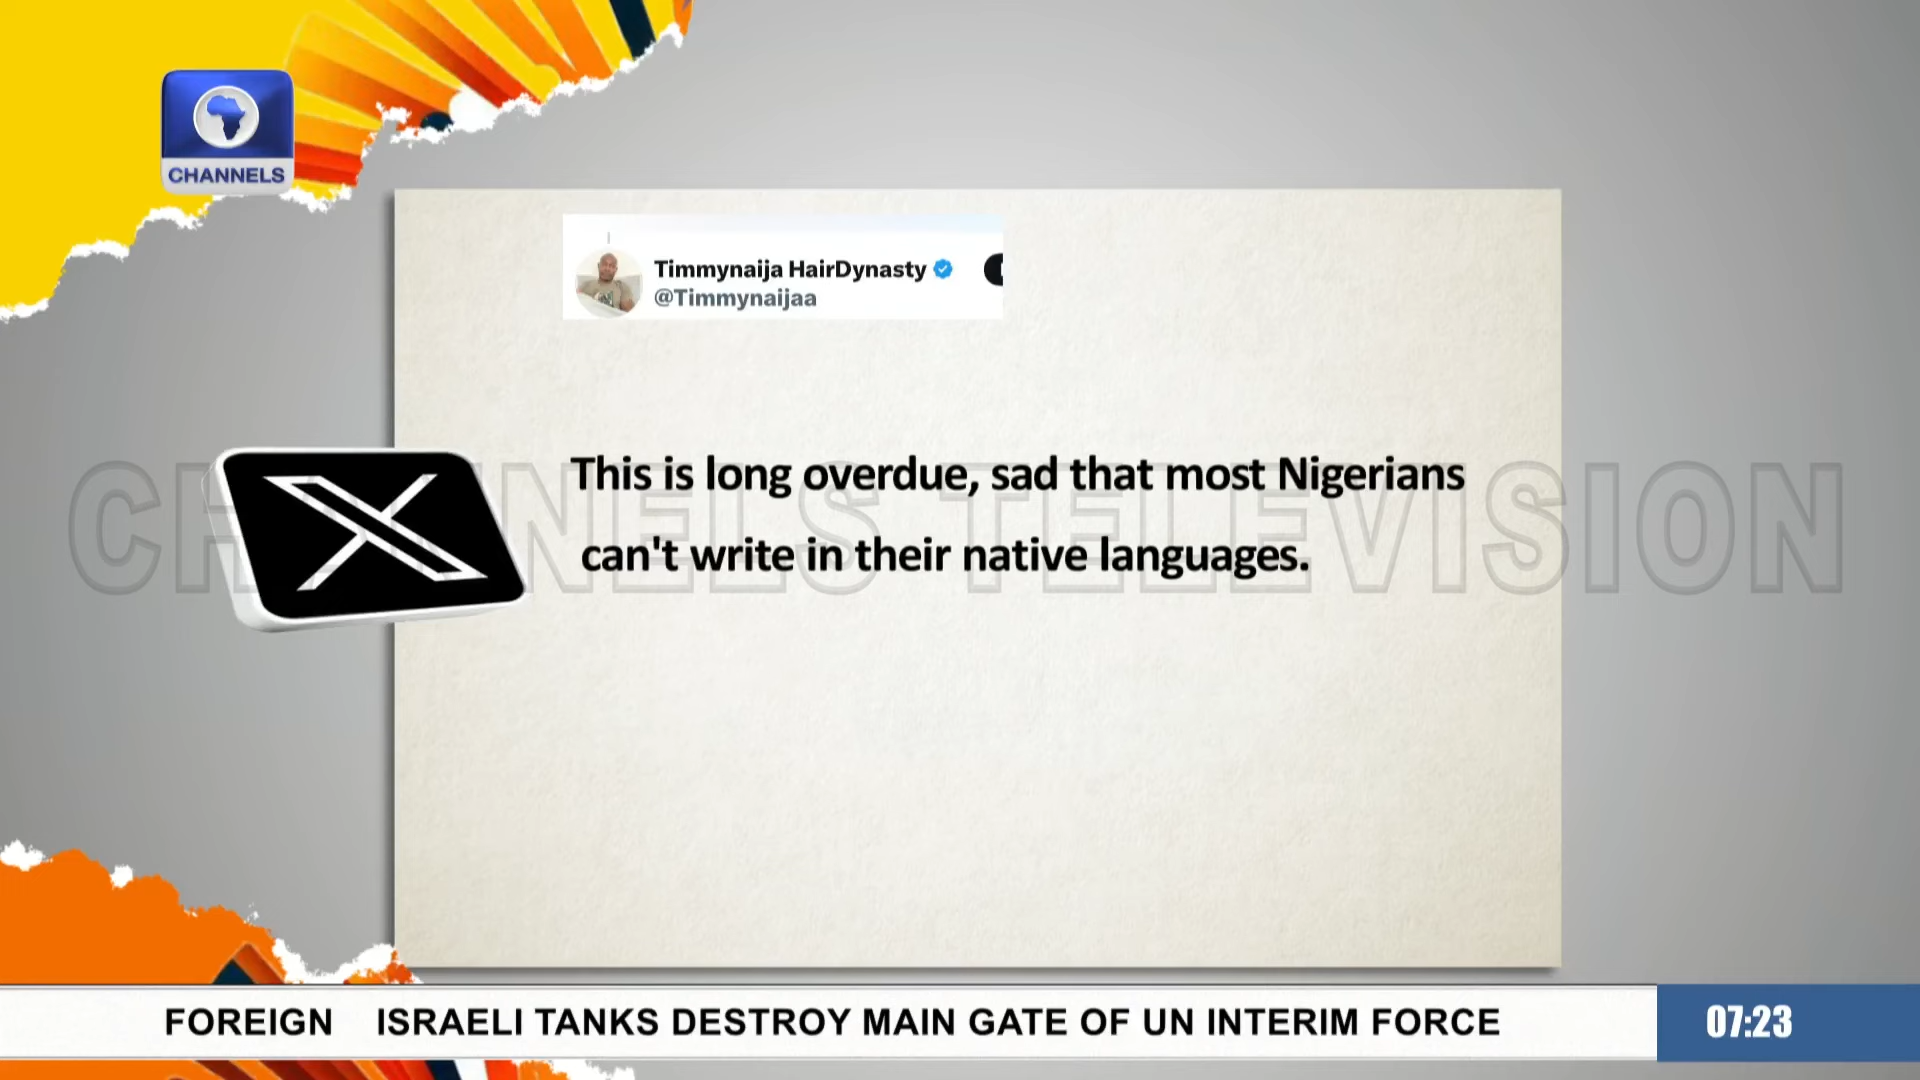 CHANNELS
Timmynaija HairDynasty
@Timmynaijaa
This is long overdue, sad that most Nigerians
can't write in their native languages.
CHANNELS TELEVISION
FOREIGN ISRAELI TANKS DESTROY MAIN GATE OF UN INTERIM FORCE
07:23